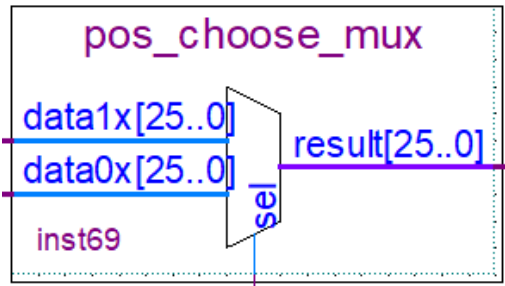 pos_choose_mux
data1x[25..0]
data0x[25..0]
sel
result[25..0]
inst69